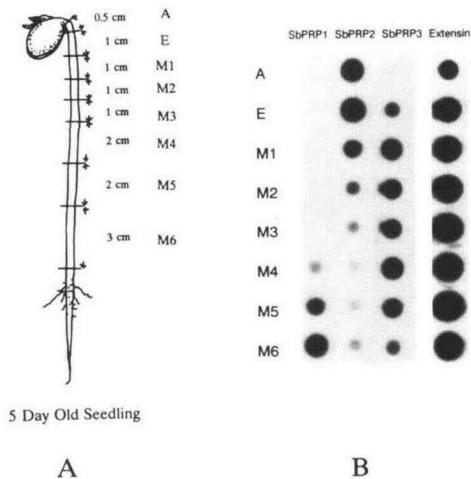 0.5 cm A
1 cm E
1 cm M1
1 cm M2
1 cm M3
2 cm M4
2 cm M5
3 cm M6
5 Day Old Seedling
A
SbPRP1 SbPRP2 SbPRP3 Extensin
A
E
M1
M2
M3
M4
M5
M6
B